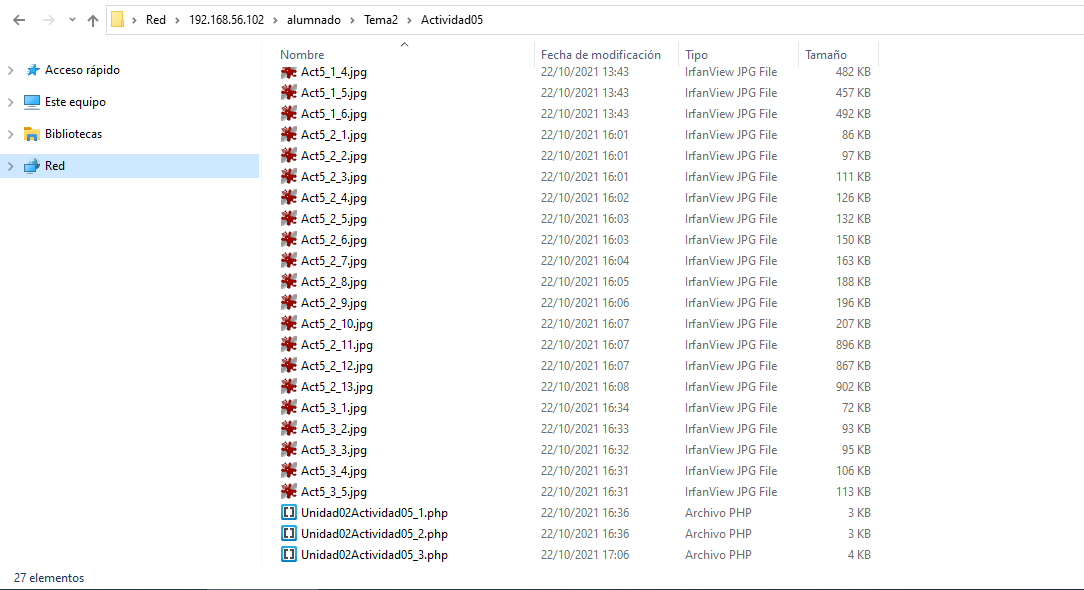 Red > 192.168.56.102 > alumnado > Tema2 > Actividad05
Acceso rápido
Este equipo
Bibliotecas
Red
Nombre Fecha de modificación Tipo Tamaño
Act5_1_4.jpg 22/10/2021 13:43 IrfanView JPG File 482 KB
Act5_1_5.jpg 22/10/2021 13:43 IrfanView JPG File 457 KB
Act5_1_6.jpg 22/10/2021 13:43 IrfanView JPG File 492 KB
Act5_2_1.jpg 22/10/2021 16:01 IrfanView JPG File 86 KB
Act5_2_2.jpg 22/10/2021 16:01 IrfanView JPG File 97 KB
Act5_2_3.jpg 22/10/2021 16:01 IrfanView JPG File 111 KB
Act5_2_4.jpg 22/10/2021 16:02 IrfanView JPG File 126 KB
Act5_2_5.jpg 22/10/2021 16:03 IrfanView JPG File 132 KB
Act5_2_6.jpg 22/10/2021 16:03 IrfanView JPG File 150 KB
Act5_2_7.jpg 22/10/2021 16:04 IrfanView JPG File 163 KB
Act5_2_8.jpg 22/10/2021 16:05 IrfanView JPG File 188 KB
Act5_2_9.jpg 22/10/2021 16:06 IrfanView JPG File 196 KB
Act5_2_10.jpg 22/10/2021 16:07 IrfanView JPG File 207 KB
Act5_2_11.jpg 22/10/2021 16:07 IrfanView JPG File 896 KB
Act5_2_12.jpg 22/10/2021 16:07 IrfanView JPG File 867 KB
Act5_2_13.jpg 22/10/2021 16:08 IrfanView JPG File 902 KB
Act5_3_1.jpg 22/10/2021 16:34 IrfanView JPG File 72 KB
Act5_3_2.jpg 22/10/2021 16:33 IrfanView JPG File 93 KB
Act5_3_3.jpg 22/10/2021 16:32 IrfanView JPG File 95 KB
Act5_3_4.jpg 22/10/2021 16:31 IrfanView JPG File 106 KB
Act5_3_5.jpg 22/10/2021 16:31 IrfanView JPG File 113 KB
Unidad02Actividad05_1.php 22/10/2021 16:36 Archivo PHP 3 KB
Unidad02Actividad05_2.php 22/10/2021 16:36 Archivo PHP 3 KB
Unidad02Actividad05_3.php 22/10/2021 17:06 Archivo PHP 4 KB
27 elementos